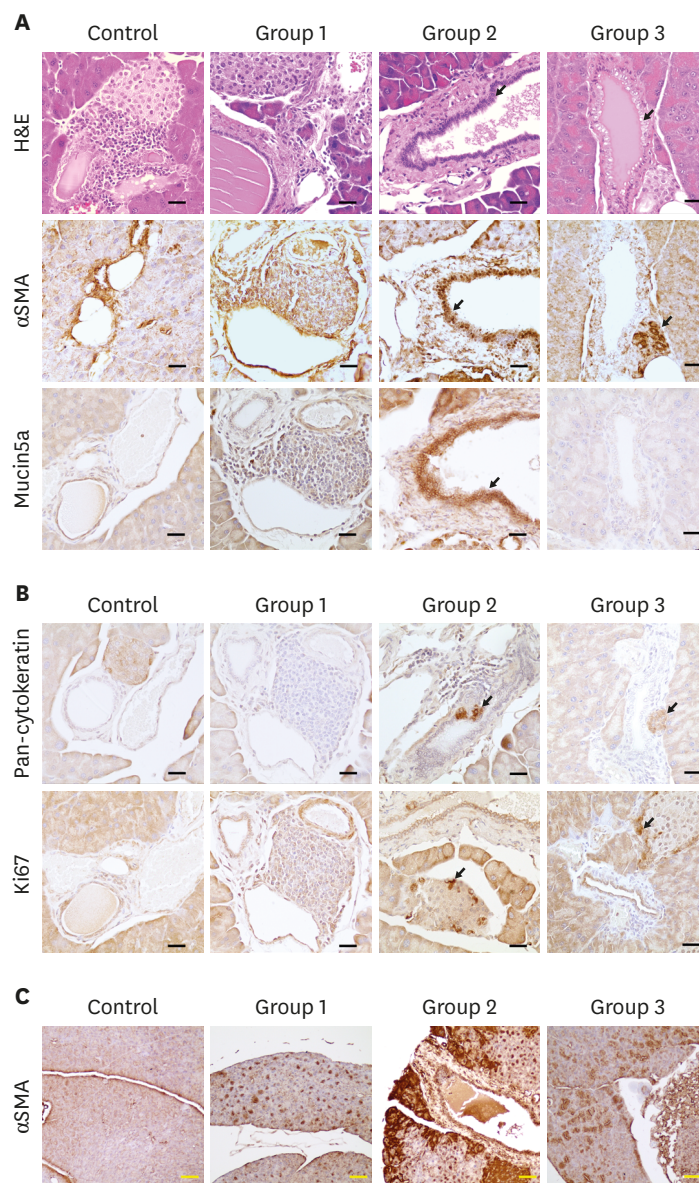 A
Control Group 1 Group 2 Group 3
H&E
αSMA
Mucin5a
B
Control Group 1 Group 2 Group 3
Pan-cytokeratin
Ki67
C
Control Group 1 Group 2 Group 3
αSMA